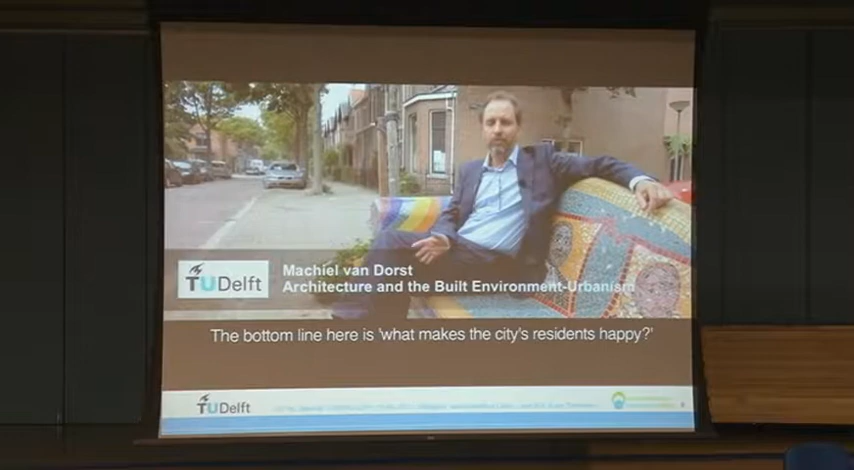 TUDelft
Machiel van Dorst
Architecture and the Built Environment-Urbanism
The bottom line here is 'what makes the city's residents happy?'
TUDelft